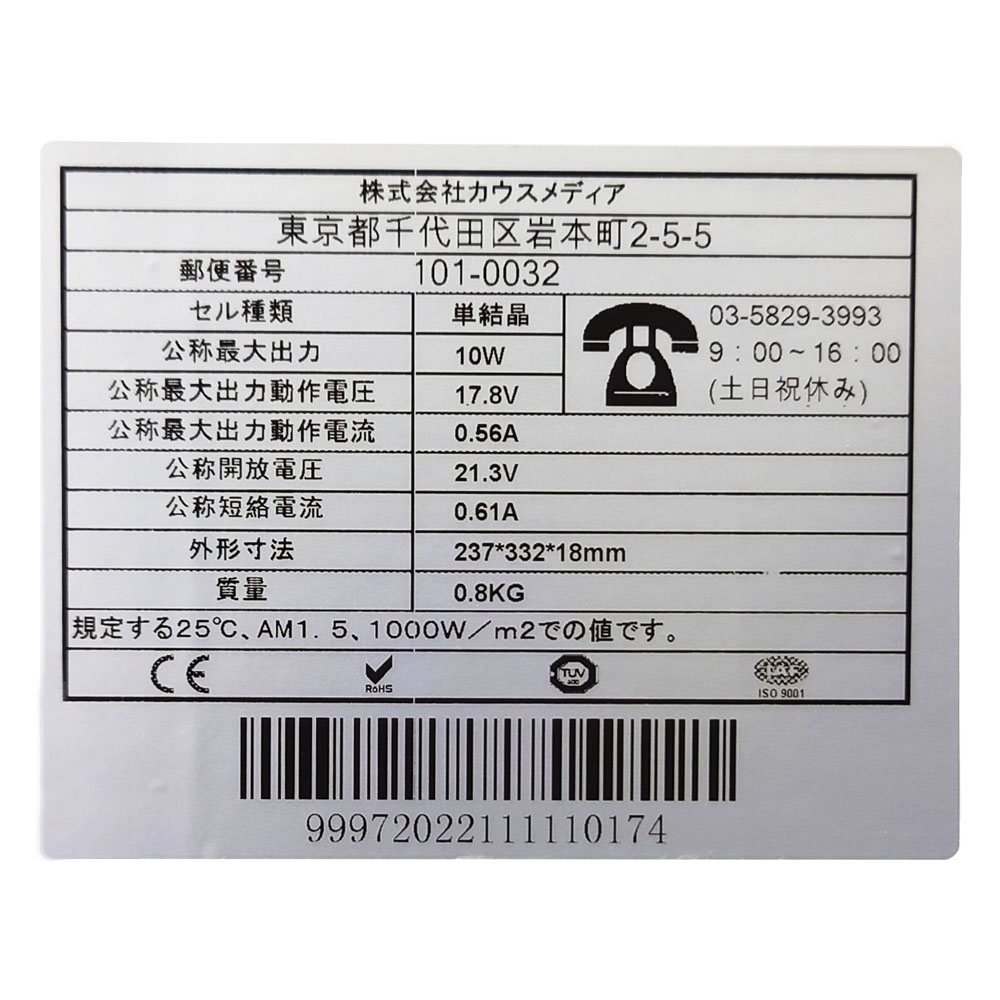 株式会社カウスメディア
東京都千代田区岩本町2-5-5
郵便番号 101-0032
セル種類 単結晶
公称最大出力 10W
公称最大出力動作電圧 17.8V
03-5829-3993
9:00～16:00
(土日祝休み)
公称最大出力動作電流 0.56A
公称開放電圧 21.3V
公称短絡電流 0.61A
外形寸法 237*332*18mm
質量 0.8KG
規定する25℃、AM1.5、1000W／m2での値です。
CE RoHS TUV
ISO 9001
99972022111110174